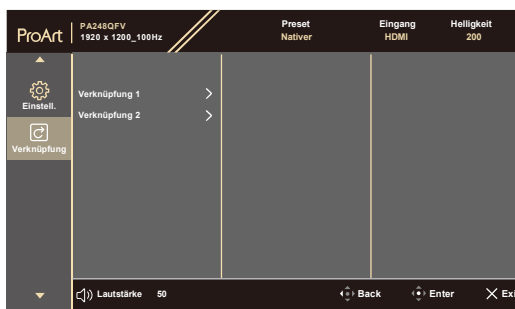 ProArt
PA248QFV
1920 x 1200_100Hz
Preset
Nativer
Eingang
HDMI
Helligkeit
200
Einstell.
Verknüpfung
Verknüpfung 1
Verknüpfung 2
Lautstärke 50
Back
Enter
Exi